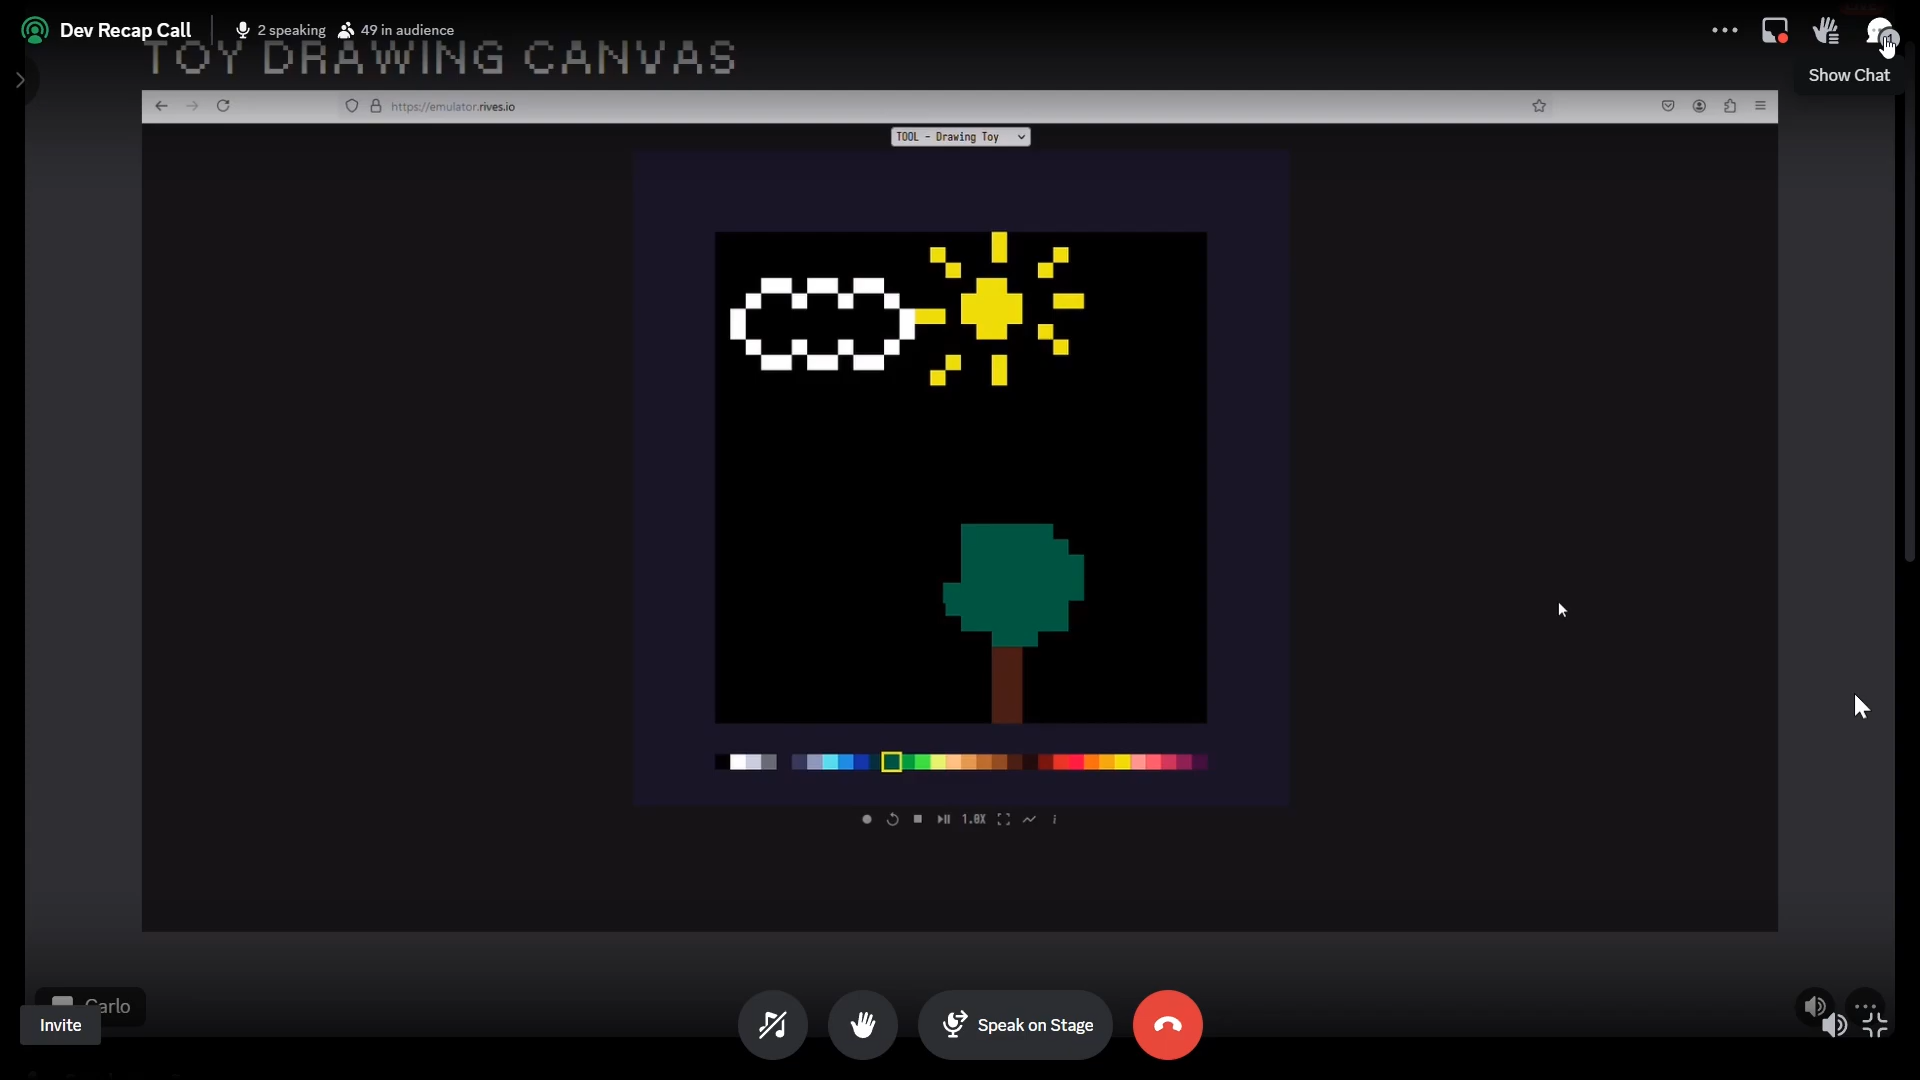 Dev Recap Call
2 speaking
49 in audience
TOY DRAWING CANVAS
Show Chat
https://emulator.rives.io
TOOL - Drawing Toy
1.0X
i
Carlo
Invite
Speak on Stage